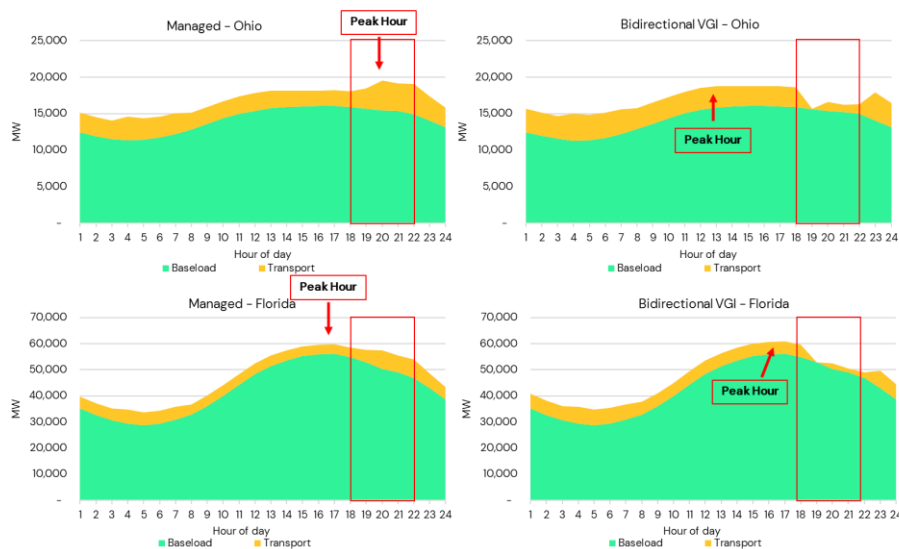 Managed - Ohio
Peak Hour
25,000
20,000
15,000
10,000
5,000
-
MW
1 2 3 4 5 6 7 8 9 10 11 12 13 14 15 16 17 18 19 20 21 22 23 24
Hour of day
Baseload Transport
Bidirectional VGI - Ohio
25,000
20,000
15,000
10,000
5,000
-
MW
Peak Hour
1 2 3 4 5 6 7 8 9 10 11 12 13 14 15 16 17 18 19 20 21 22 23 24
Hour of day
Baseload Transport
Managed - Florida
Peak Hour
70,000
60,000
50,000
40,000
30,000
20,000
10,000
-
MW
1 2 3 4 5 6 7 8 9 10 11 12 13 14 15 16 17 18 19 20 21 22 23 24
Hour of day
Baseload Transport
Bidirectional VGI - Florida
70,000
60,000
50,000
40,000
30,000
20,000
10,000
-
MW
Peak Hour
1 2 3 4 5 6 7 8 9 10 11 12 13 14 15 16 17 18 19 20 21 22 23 24
Hour of day
Baseload Transport